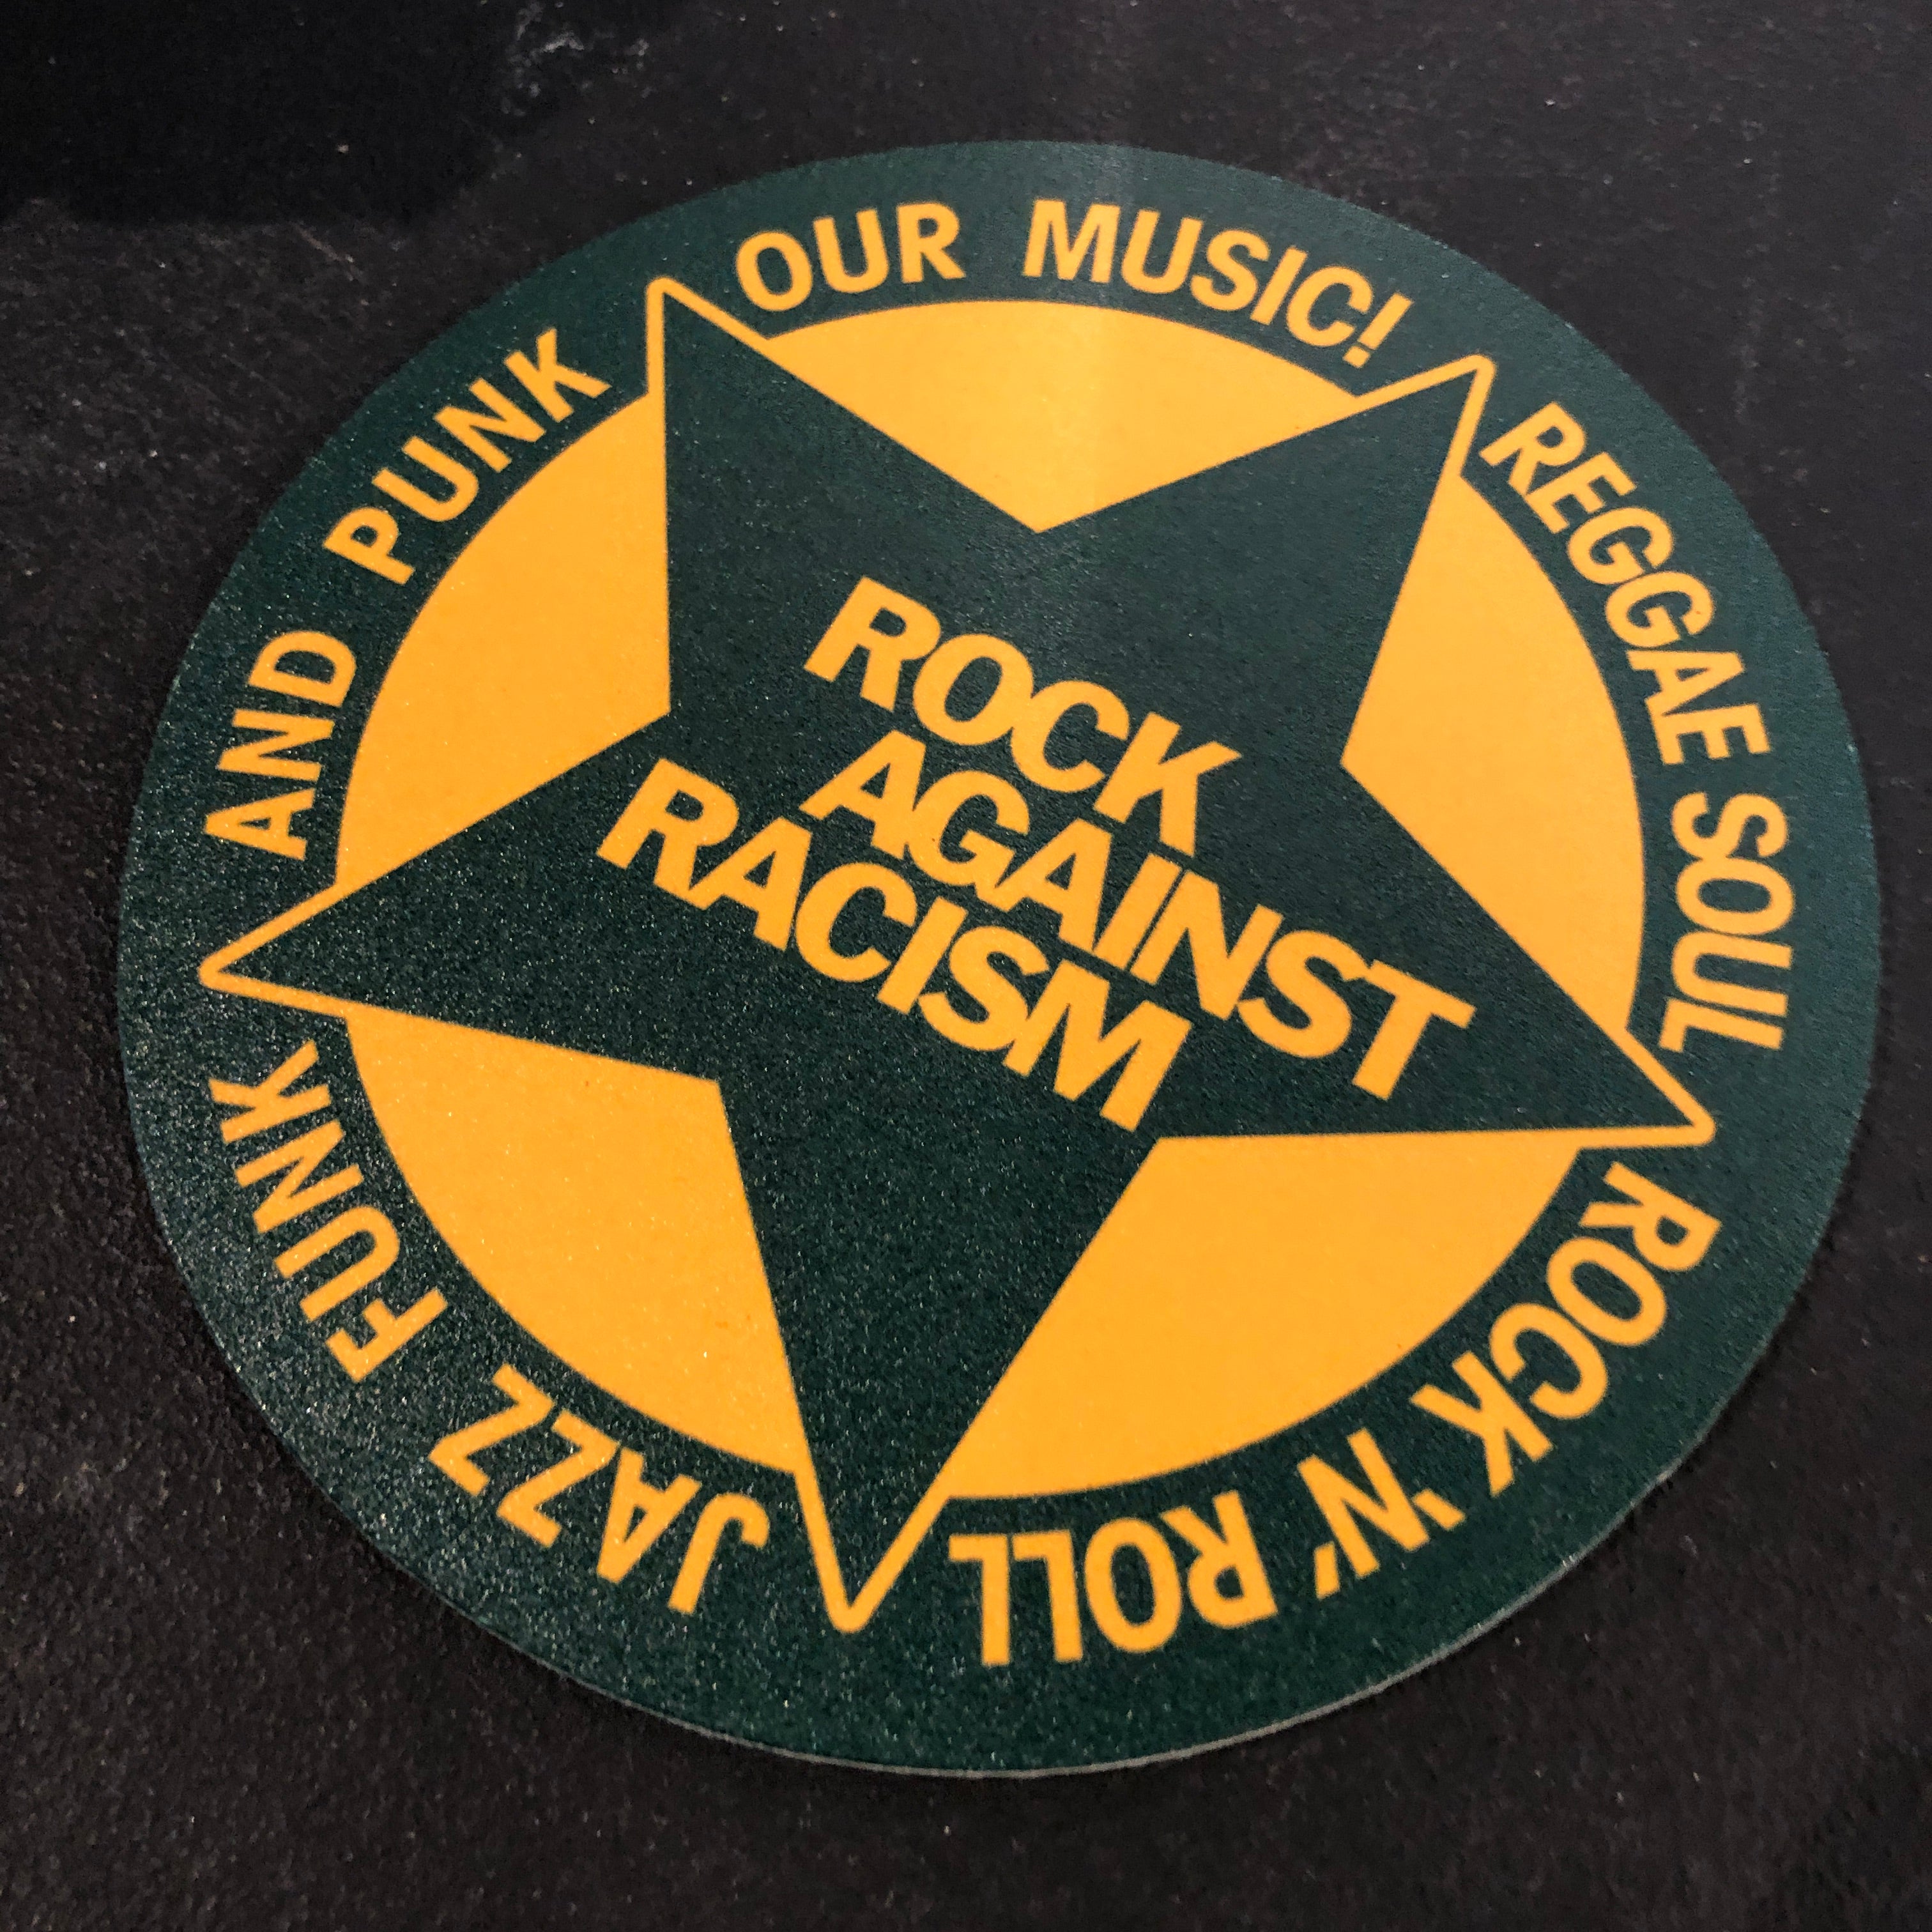 ROCK
AGAINST
RACISM
REGGAE SOUL
ROCK 'N' ROLL
JAZZ FUNK
AND PUNK
OUR MUSIC!